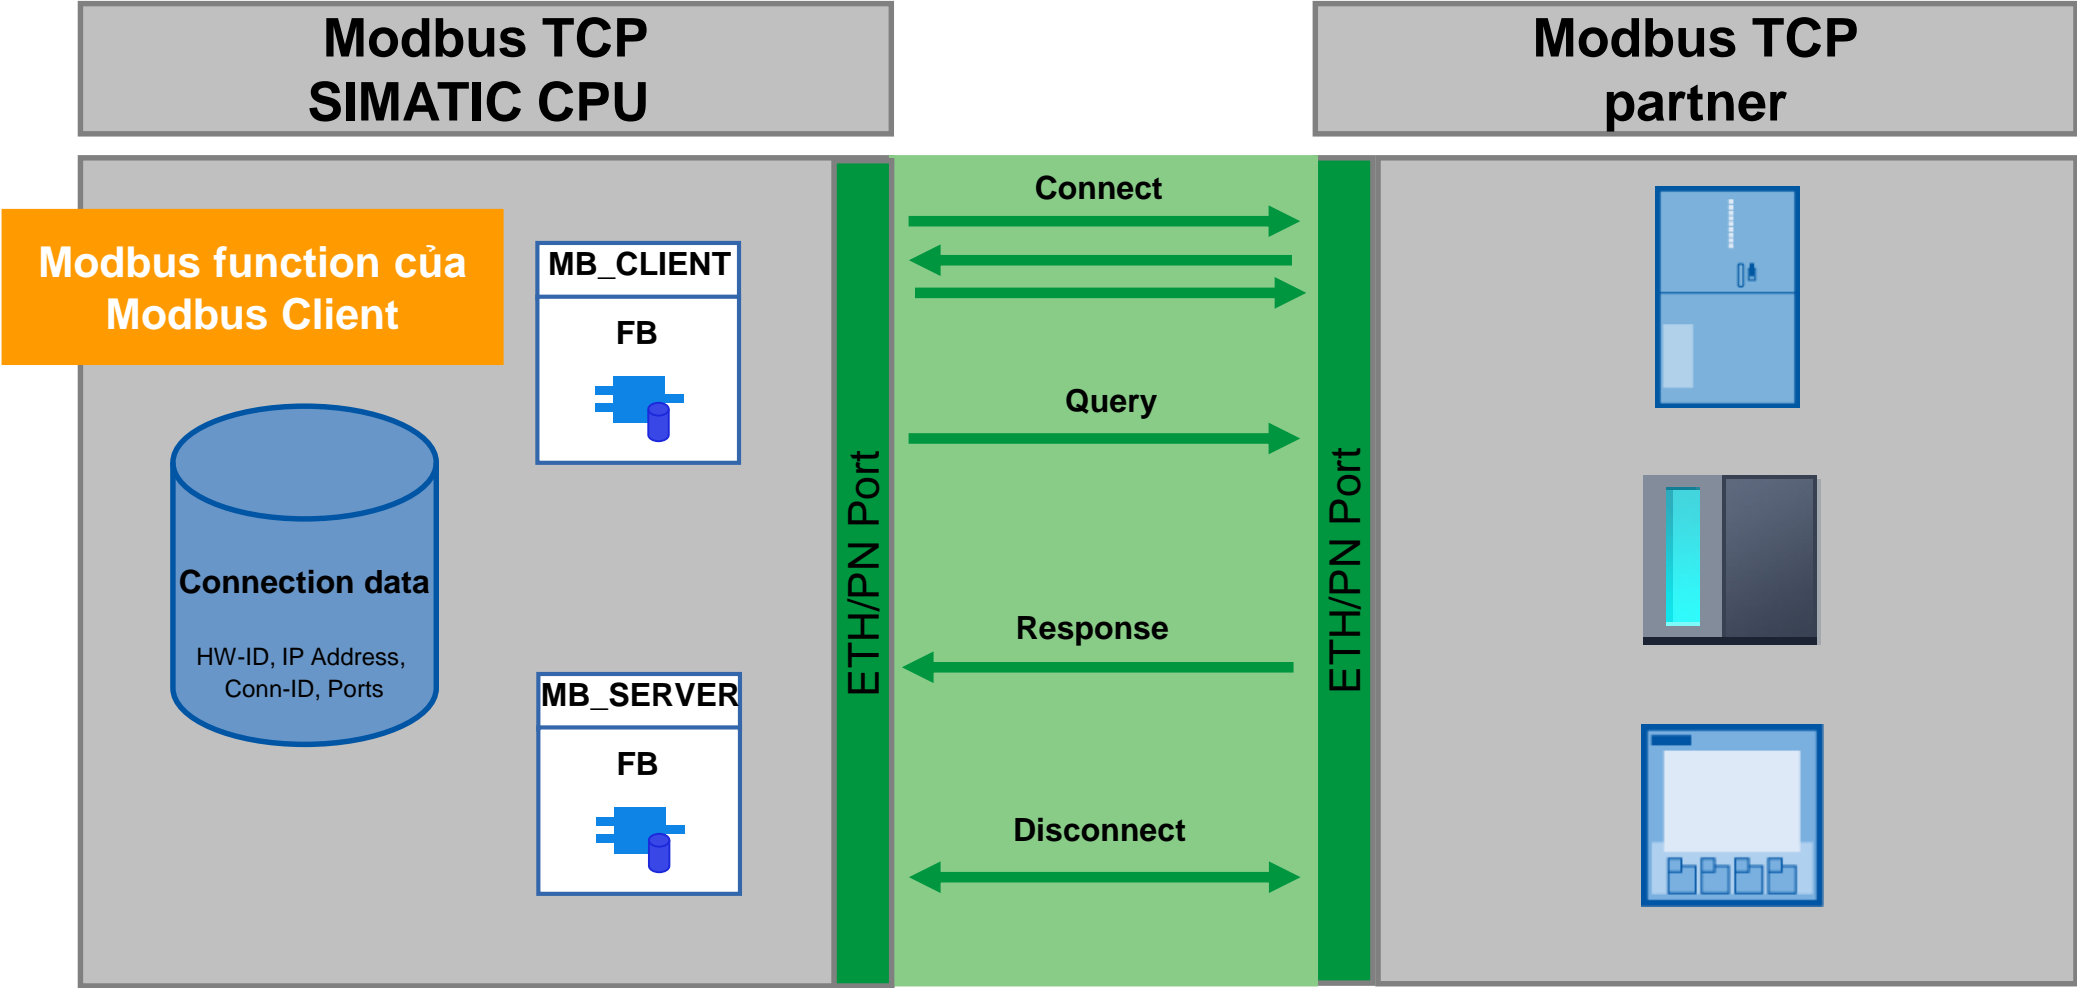 Modbus TCP
SIMATIC CPU
Modbus TCP
partner
Modbus function của
Modbus Client
MB_CLIENT
FB
Connection data
HW-ID, IP Address,
Conn-ID, Ports
MB_SERVER
FB
ETH/PN Port
Connect
Query
Response
Disconnect
ETH/PN Port